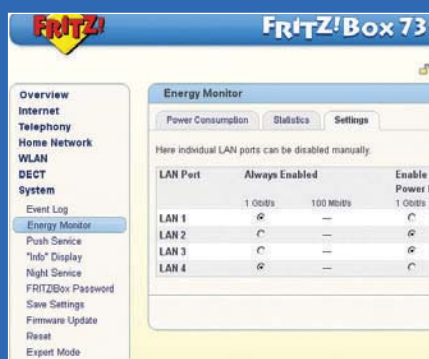 FRITZ!
FRITZ!Box 73
Overview
Internet
Telephony
Home Network
WLAN
DECT
System
Event Log
Energy Monitor
Push Service
"Info" Display
Night Service
FRITZ!Box Password
Save Settings
Firmware Update
Reset
Expert Mode
Energy Monitor
Power Consumption Statistics Settings
Here individual LAN ports can be disabled manually.
LAN Port Always Enabled Enable
Power
1 Gbit/s 100 Mbit/s 1 Gbit/s
LAN 1 —
LAN 2 —
LAN 3 —
LAN 4 —